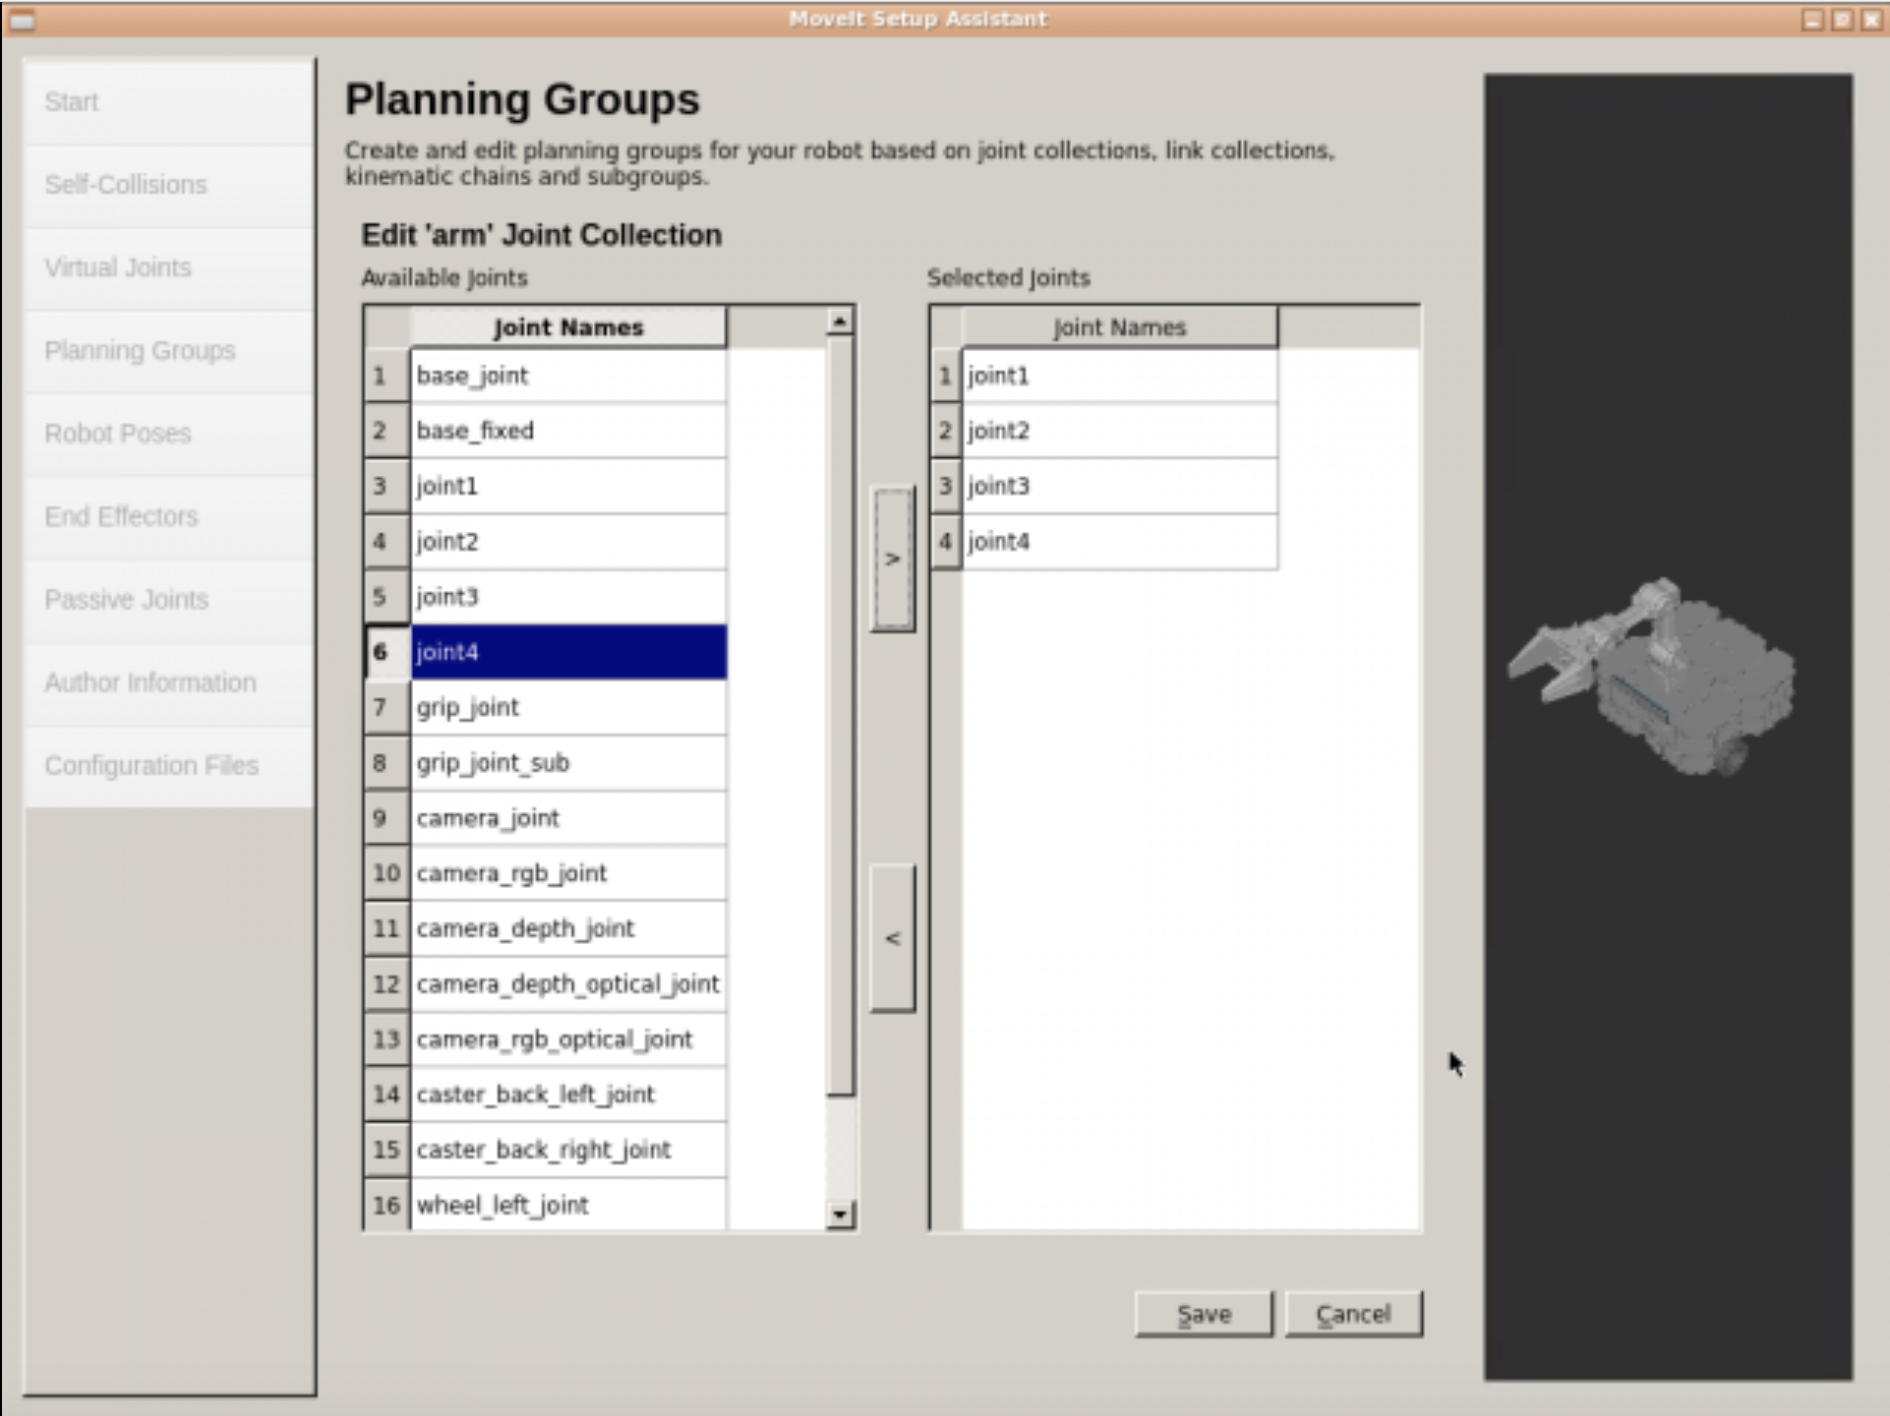 MoveIt Setup Assistant
Start
Self-Collisions
Virtual Joints
Planning Groups
Robot Poses
End Effectors
Passive Joints
Author Information
Configuration Files
Planning Groups
Create and edit planning groups for your robot based on joint collections, link collections,
kinematic chains and subgroups.
Edit 'arm' Joint Collection
Available Joints
Joint Names
1 base_joint
2 base_fixed
3 joint1
4 joint2
5 joint3
6 joint4
7 grip_joint
8 grip_joint_sub
9 camera_joint
10 camera_rgb_joint
11 camera_depth_joint
12 camera_depth_optical_joint
13 camera_rgb_optical_joint
14 caster_back_left_joint
15 caster_back_right_joint
16 wheel_left_joint
>
<
Selected Joints
Joint Names
1 joint1
2 joint2
3 joint3
4 joint4
Save
Cancel